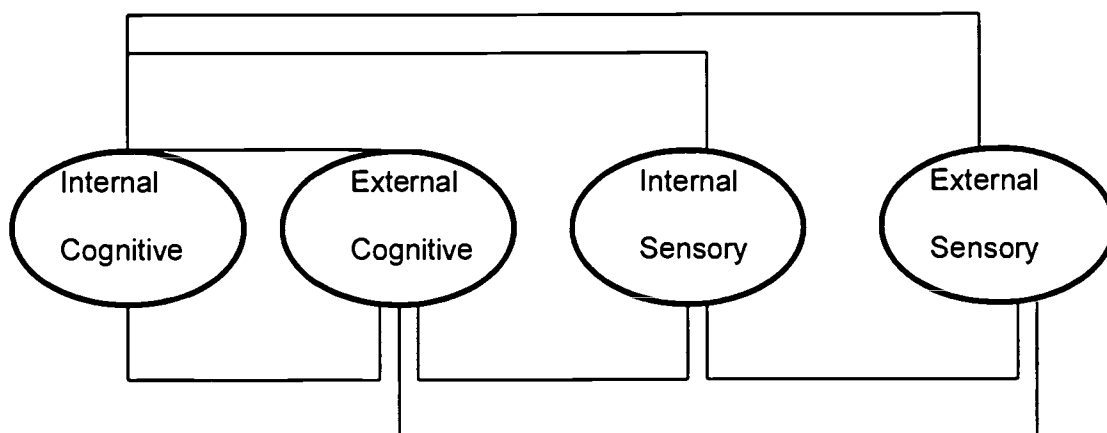 Internal
Cognitive
External
Cognitive
Internal
Sensory
External
Sensory